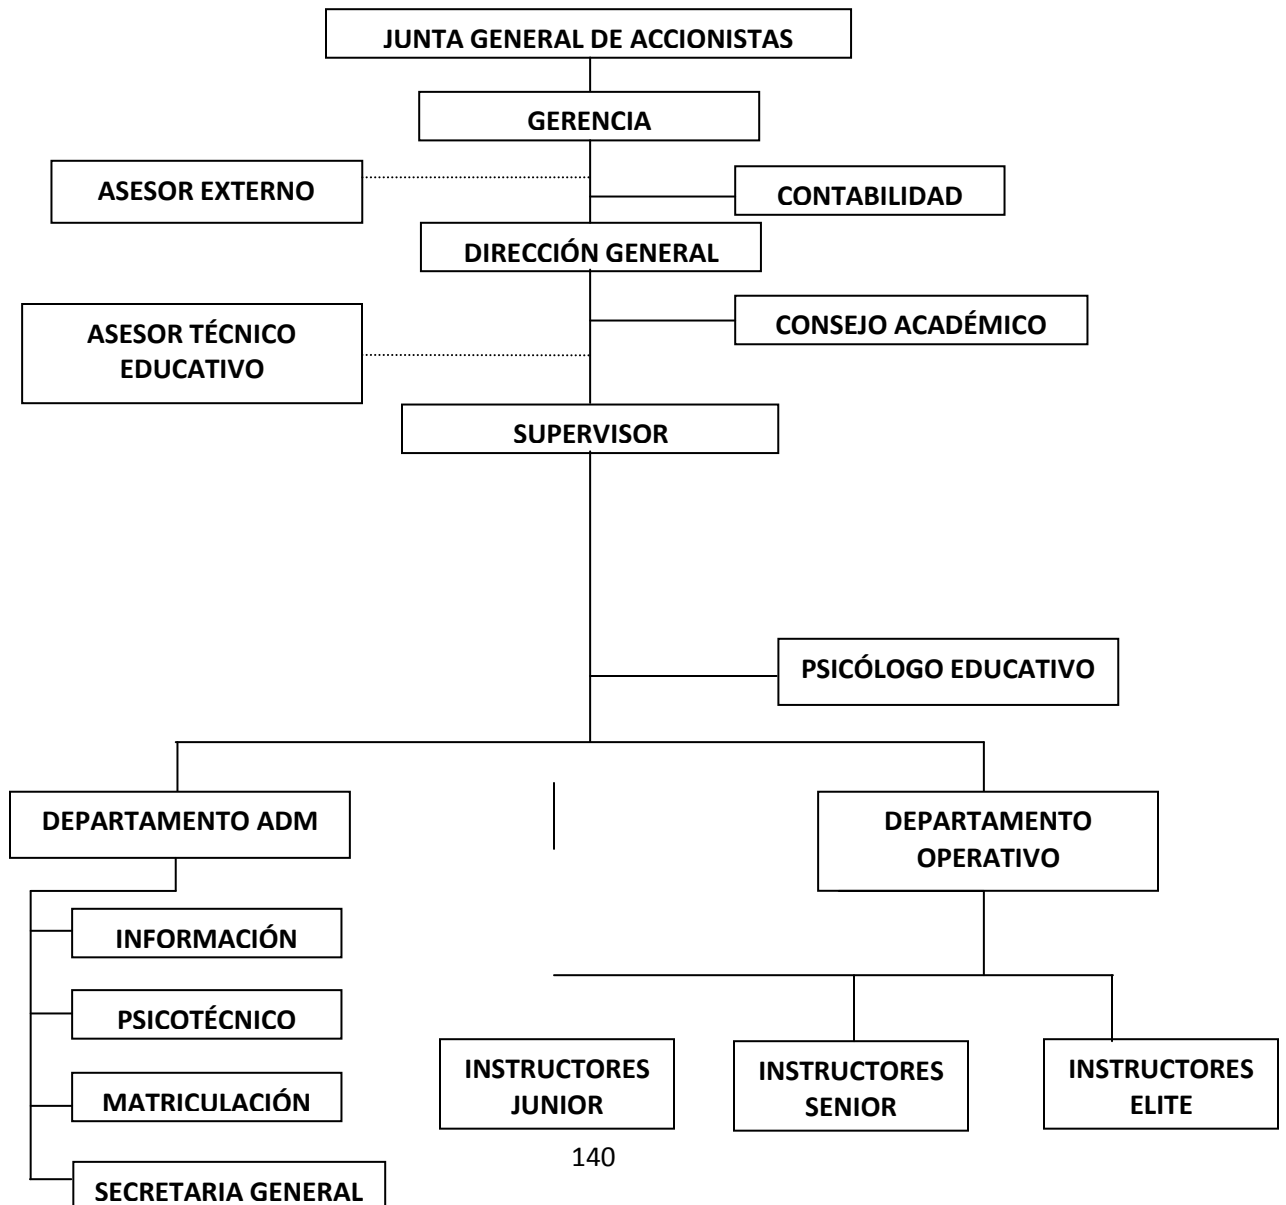 JUNTA GENERAL DE ACCIONISTAS
GERENCIA
ASESOR EXTERNO
CONTABILIDAD
DIRECCIÓN GENERAL
ASESOR TÉCNICO
EDUCATIVO
CONSEJO ACADÉMICO
SUPERVISOR
PSICÓLOGO EDUCATIVO
DEPARTAMENTO ADM
DEPARTAMENTO
OPERATIVO
INFORMACIÓN
PSICOTÉCNICO
MATRICULACIÓN
SECRETARIA GENERAL
INSTRUCTORES
JUNIOR
INSTRUCTORES
SENIOR
INSTRUCTORES
ELITE
140